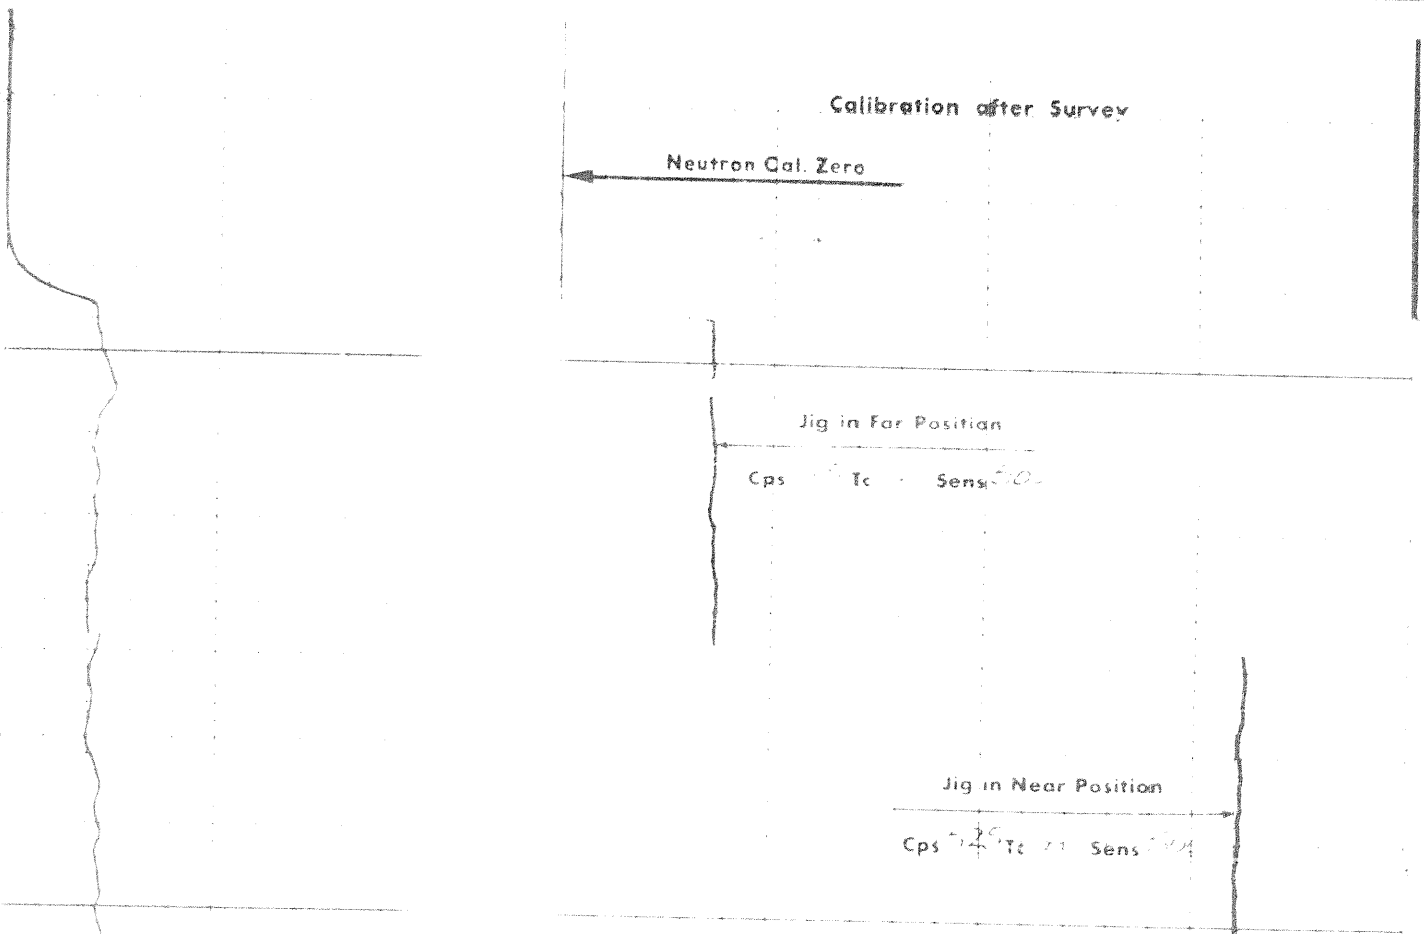 Calibration after Survey
Neutron Cal. Zero
Jig in Far Position
Cps Tc Sens
Jig in Near Position
Cps Tc Sens